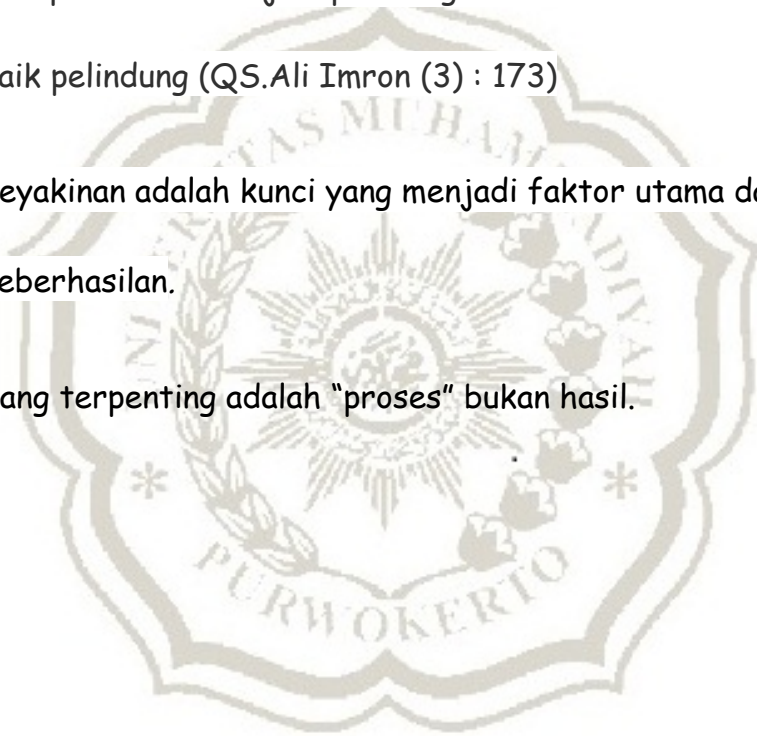 aik pelindung (QS.Ali Imron (3) : 173)
eyakinan adalah kunci yang menjadi faktor utama da
eberhasilan.
ang terpenting adalah “proses” bukan hasil.
PURWOKERTO